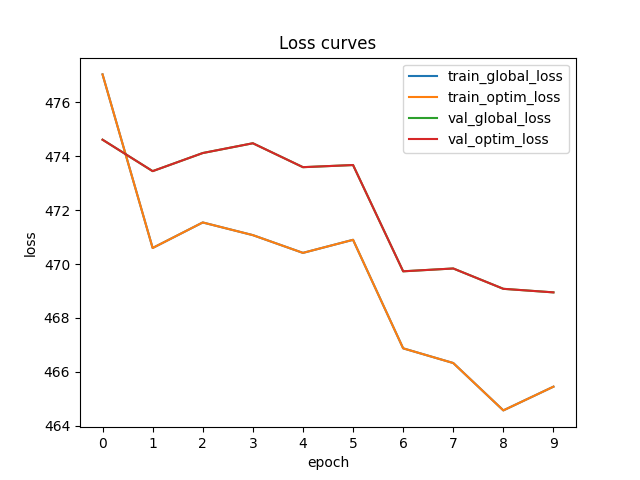 Loss curves
train_global_loss
train_optim_loss
val_global_loss
val_optim_loss
476
474
472
470
468
466
464
loss
0 1 2 3 4 5 6 7 8 9
epoch